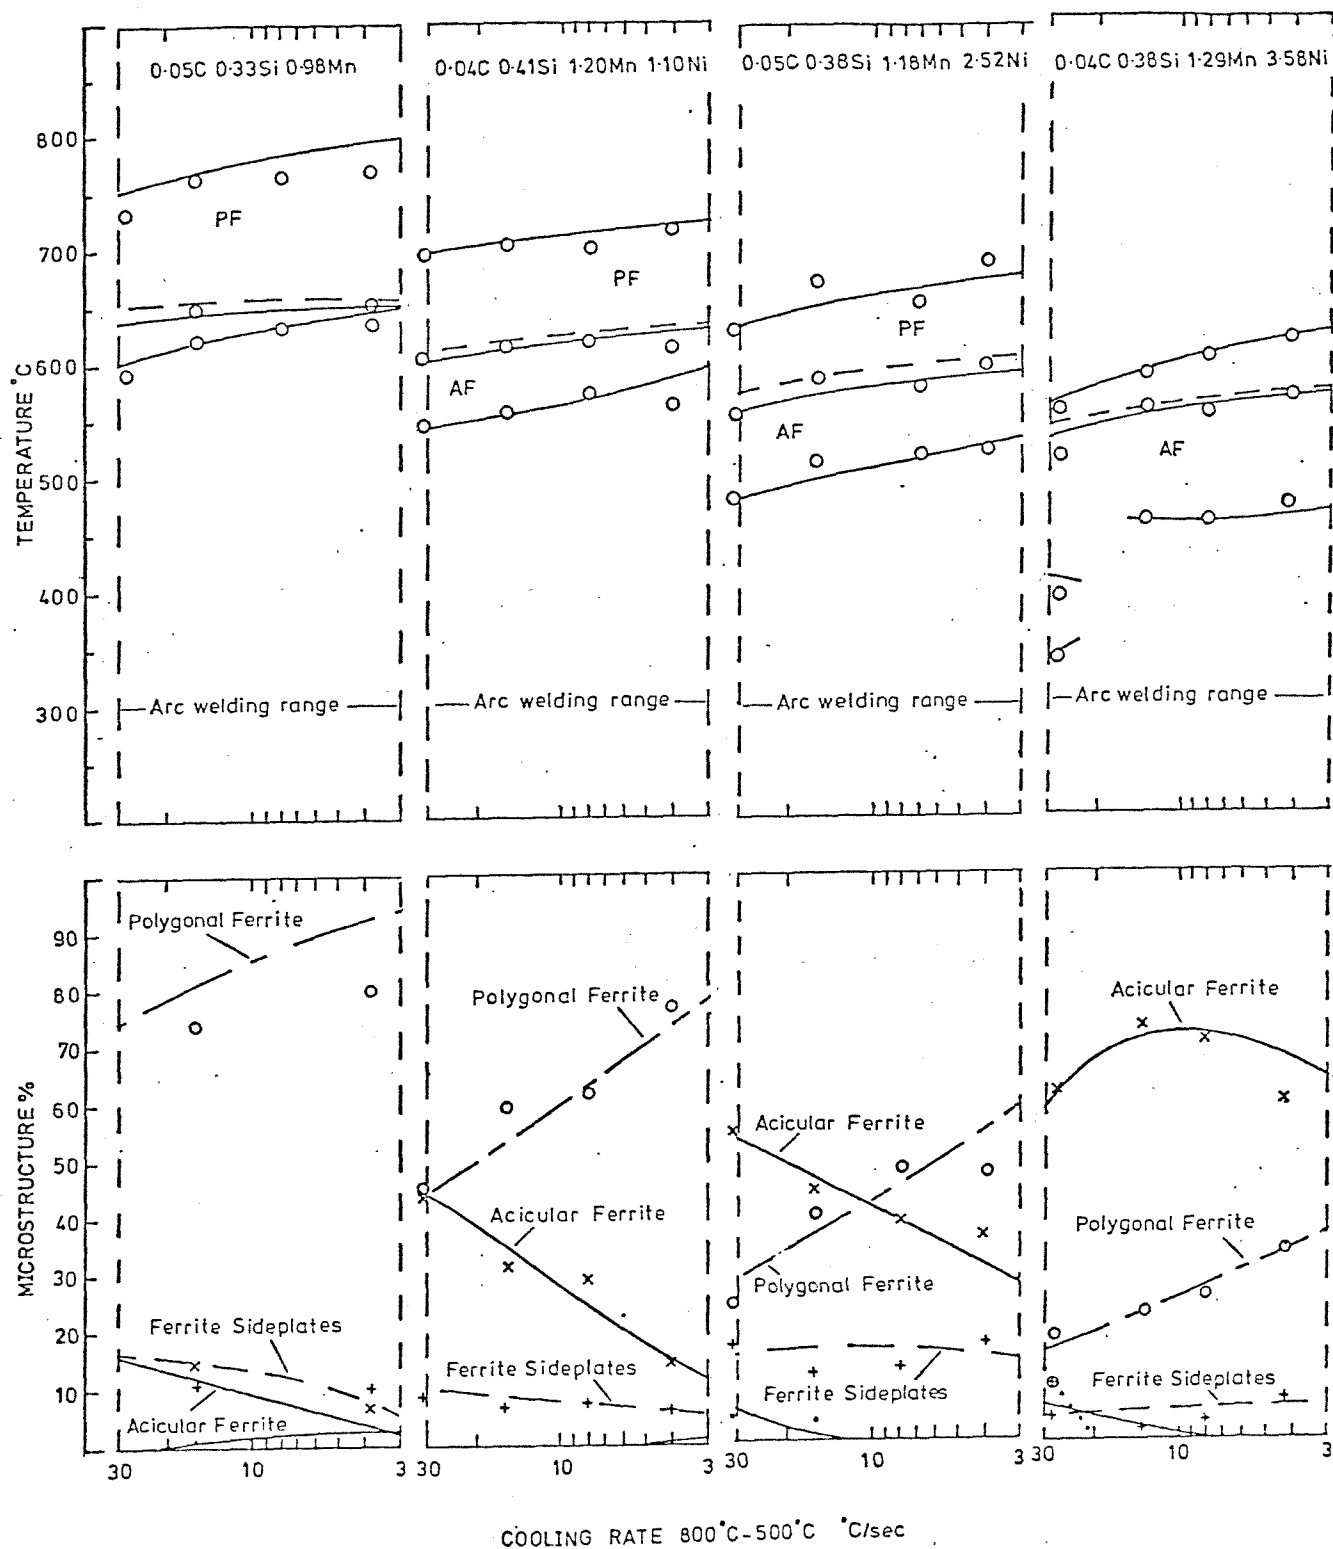 0·05C 0·33Si 0·98Mn
0·04C 0·41Si 1·20Mn 1·10Ni
0·05C 0·38Si 1·18Mn 2·52Ni
0·04C 0·38Si 1·29Mn 3·58Ni
TEMPERATURE °C
800
700
600
500
400
300
PF
PF
AF
PF
AF
AF
Arc welding range
Arc welding range
Arc welding range
Arc welding range
MICROSTRUCTURE %
90
80
70
60
50
40
30
20
10
Polygonal Ferrite
Ferrite Sideplates
Acicular Ferrite
Polygonal Ferrite
Acicular Ferrite
Ferrite Sideplates
Acicular Ferrite
Polygonal Ferrite
Ferrite Sideplates
Acicular Ferrite
Polygonal Ferrite
Ferrite Sideplates
30 10 3
30 10 3
30 10 3
30 10 3
COOLING RATE 800°C-500°C °C/sec